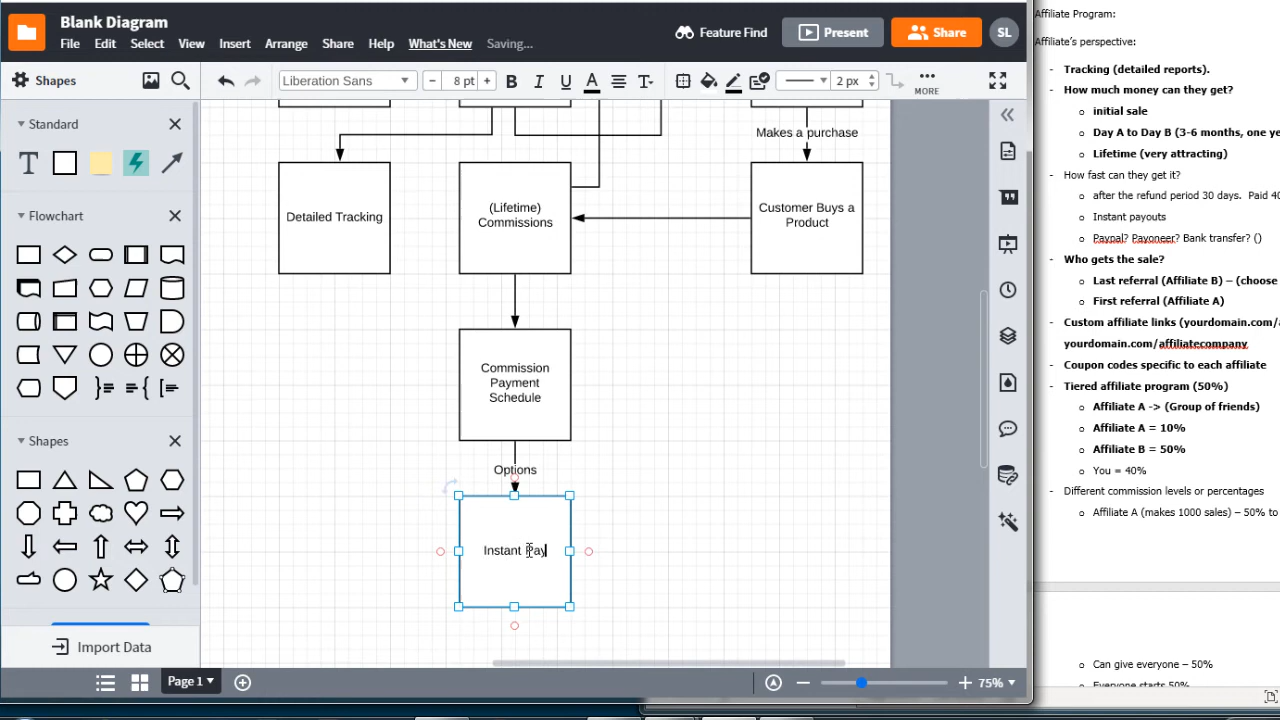 Blank Diagram
File Edit Select View Insert Arrange Share Help What's New Saving...
Feature Find
Present
Share
SL
Shapes
Liberation Sans
8 pt
B I U A T
2 px
MORE
Standard
T
Flowchart
Shapes
Import Data
Makes a purchase
Detailed Tracking
(Lifetime)
Commissions
Customer Buys a
Product
Commission
Payment
Schedule
Options
Instant Pay
Page 1
75%
Affiliate Program:
Affiliate's perspective:
- Tracking (detailed reports).
- How much money can they get?
o initial sale
o Day A to Day B (3-6 months, one ye
o Lifetime (very attracting)
- How fast can they get it?
o after the refund period 30 days. Paid 40
o Instant payouts
o Paypal? Payoneer? Bank transfer? ()
- Who gets the sale?
o Last referral (Affiliate B) – (choose
o First referral (Affiliate A)
- Custom affiliate links (yourdomain.com/a
yourdomain.com/affiliatecompany
- Coupon codes specific to each affiliate
- Tiered affiliate program (50%)
o Affiliate A -> (Group of friends)
o Affiliate A = 10%
o Affiliate B = 50%
o You = 40%
- Different commission levels or percentages
o Affiliate A (makes 1000 sales) – 50% to
o Can give everyone – 50%
o Everyone starts 50%